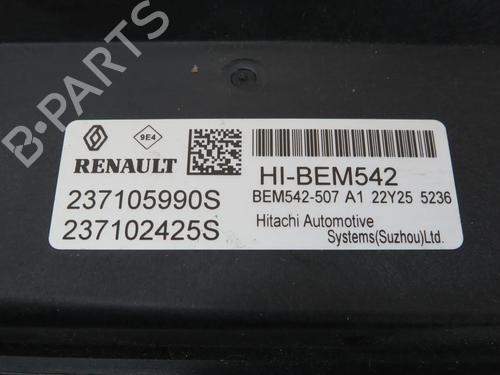 B-PARTS
9E4
RENAULT
237105990S
237102425S
HI-BEM542
BEM542-507 A1 22Y25 5236
Hitachi Automotive
Systems(Suzhou)Ltd.